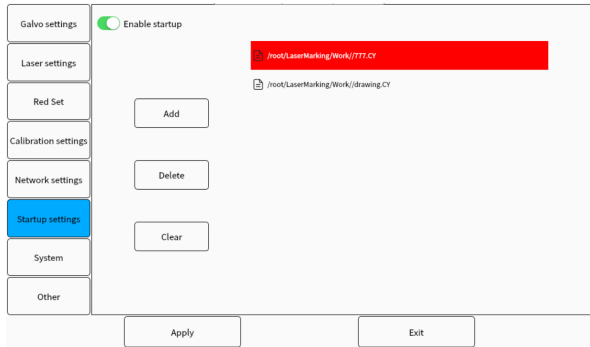 Galvo settings
Enable startup
Laser settings
/root/LaserMarking/Work//777.CY
/root/LaserMarking/Work//drawing.CY
Red Set
Add
Calibration settings
Network settings
Delete
Startup settings
Clear
System
Other
Apply
Exit